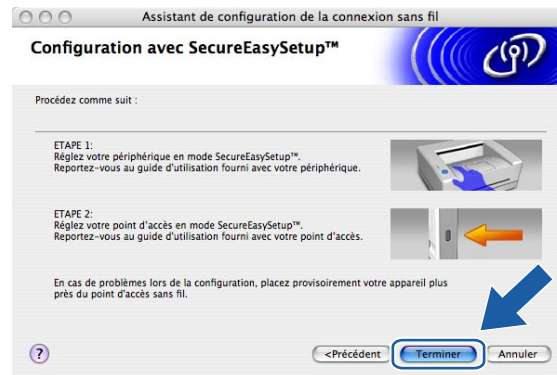 Assistant de configuration de la connexion sans fil
Configuration avec SecureEasySetup™
Procédez comme suit :
ETAPE 1:
Réglez votre périphérique en mode SecureEasySetup™.
Reportez-vous au guide d'utilisation fourni avec votre périphérique.
ETAPE 2:
Réglez votre point d'accès en mode SecureEasySetup™.
Reportez-vous au guide d'utilisation fourni avec votre point d'accès.
En cas de problèmes lors de la configuration, placez provisoirement votre appareil plus
près du point d'accès sans fil.
?
<Précédent
Terminer
Annuler